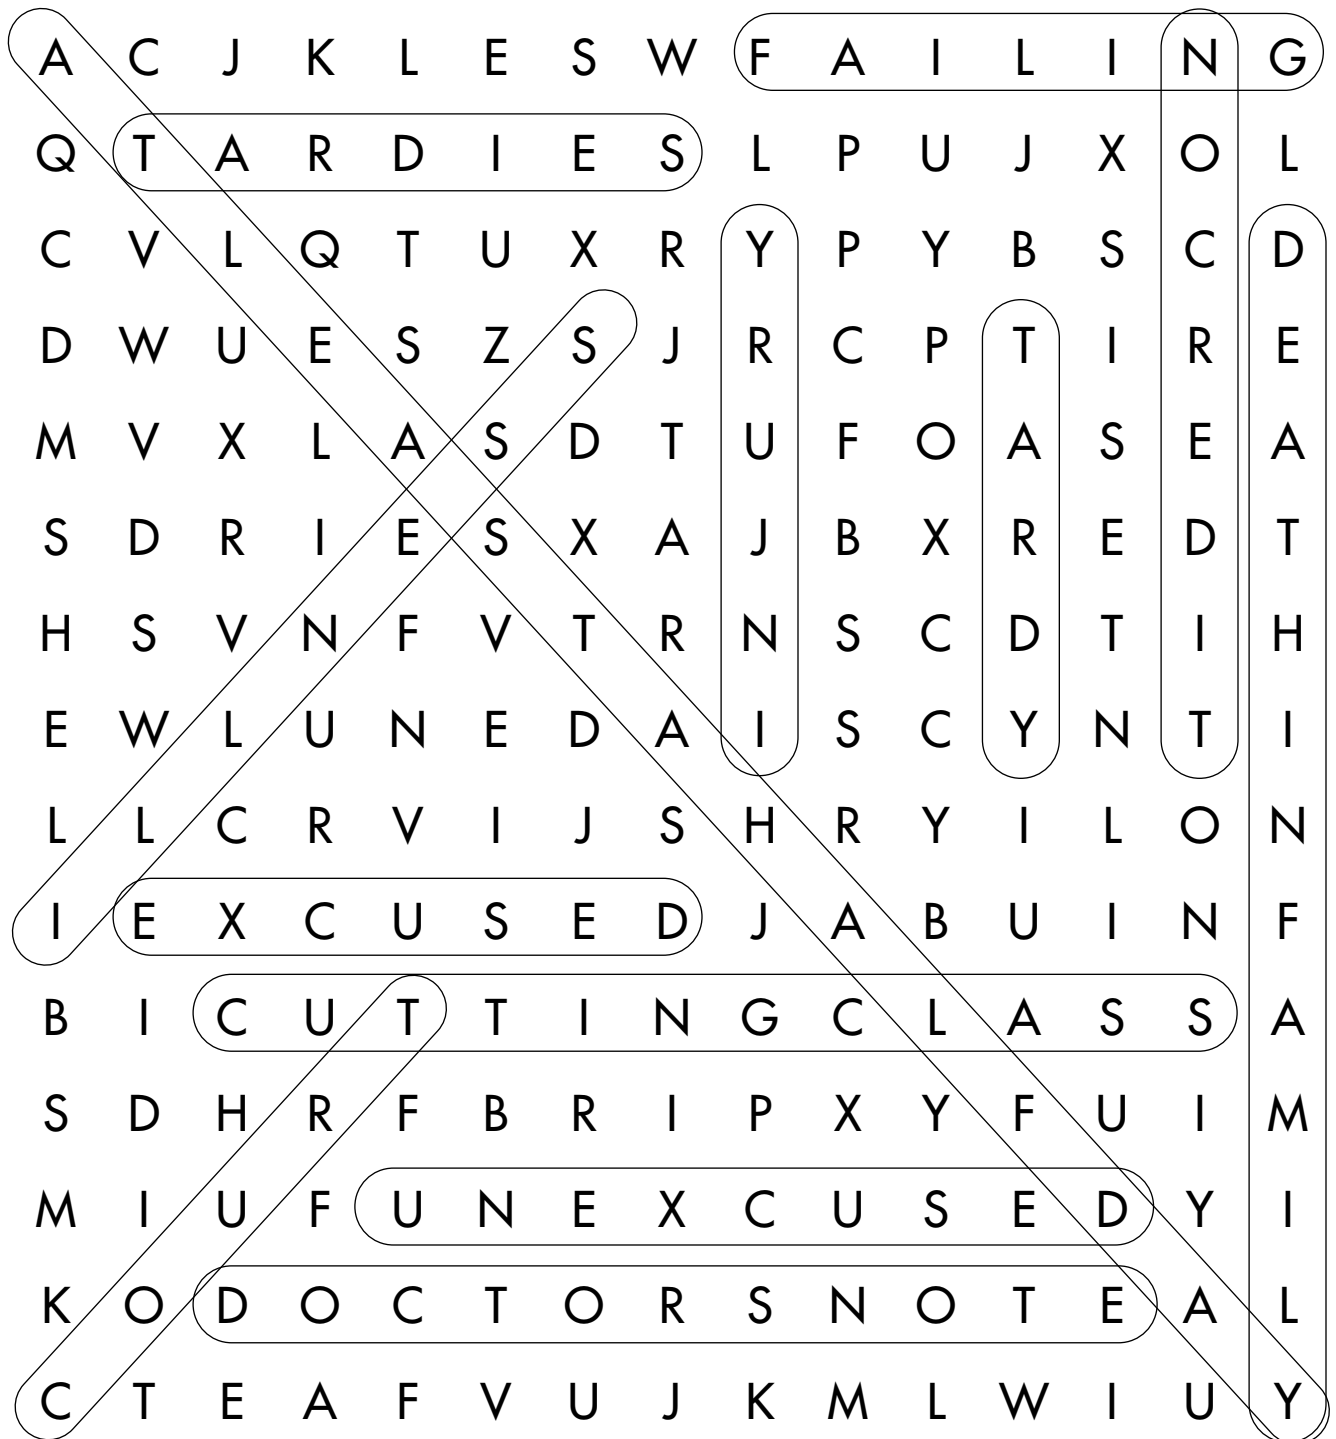 A C J K L E S W F A I L I N G
Q T A R D I E S L P U J X O L
C V L Q T U X R Y P Y B S C D
D W U E S Z S J R C P T I R E
M V X L A S D T U F O A S E A
S D R I E S X A J B X R E D T
H S V N F V T R N S C D T I H
E W L U N E D A I S C Y N T I
L L C R V I J S H R Y I L O N
I E X C U S E D J A B U I N F
B I C U T T I N G C L A S S A
S D H R F B R I P X Y F U I M
M I U F U N E X C U S E D Y I
K O D O C T O R S N O T E A L
C T E A F V U J K M L W I U Y